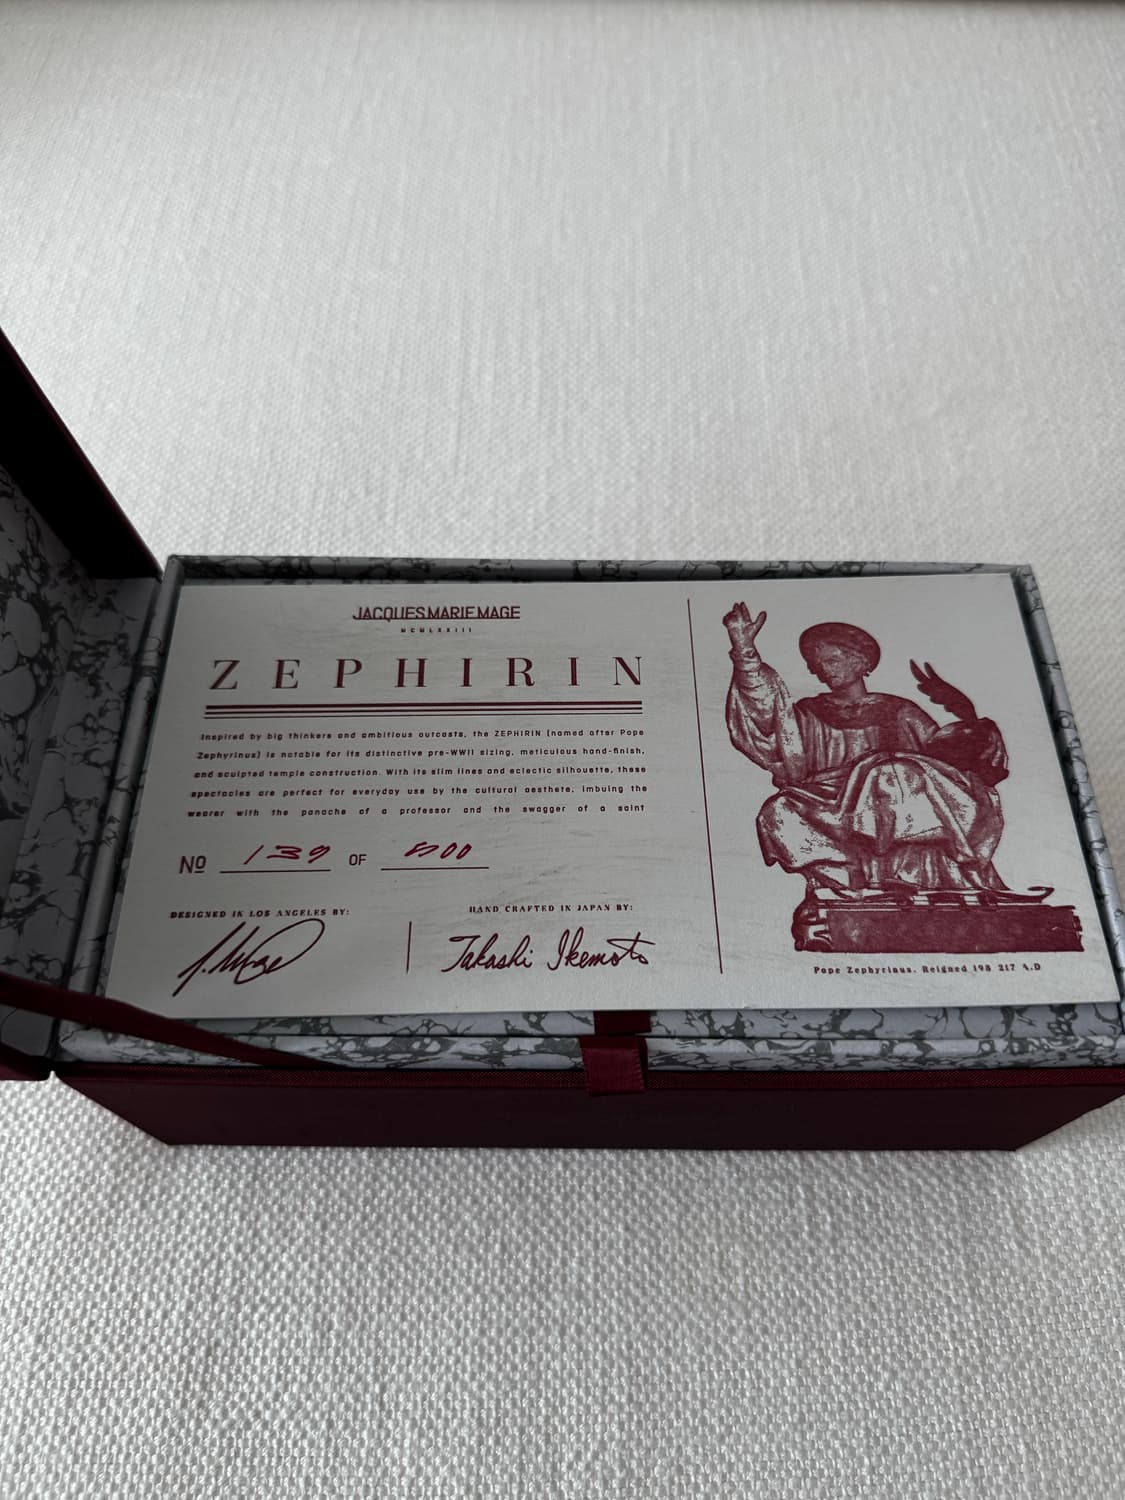 JACQUES MARIE MAGE
MCMLXXIII
ZEPHIRIN
Inspired by big thinkers and ambitious outcasts, the ZEPHIRIN (named after Pope
Zephyrinus) is notable for its distinctive pre-WWII sizing, meticulous hand-finish,
and sculpted temple construction. With its slim lines and eclectic silhouette, these
spectacles are perfect for everyday use by the cultural aesthete, imbuing the
wearer with the panache of a professor and the swagger of a saint
Nº 139 OF 500
DESIGNED IN LOS ANGELES BY:
HAND CRAFTED IN JAPAN BY:
J. Mage
Takashi Ikemoto
Pope Zephyrinus. Reigned 198 217 A.D